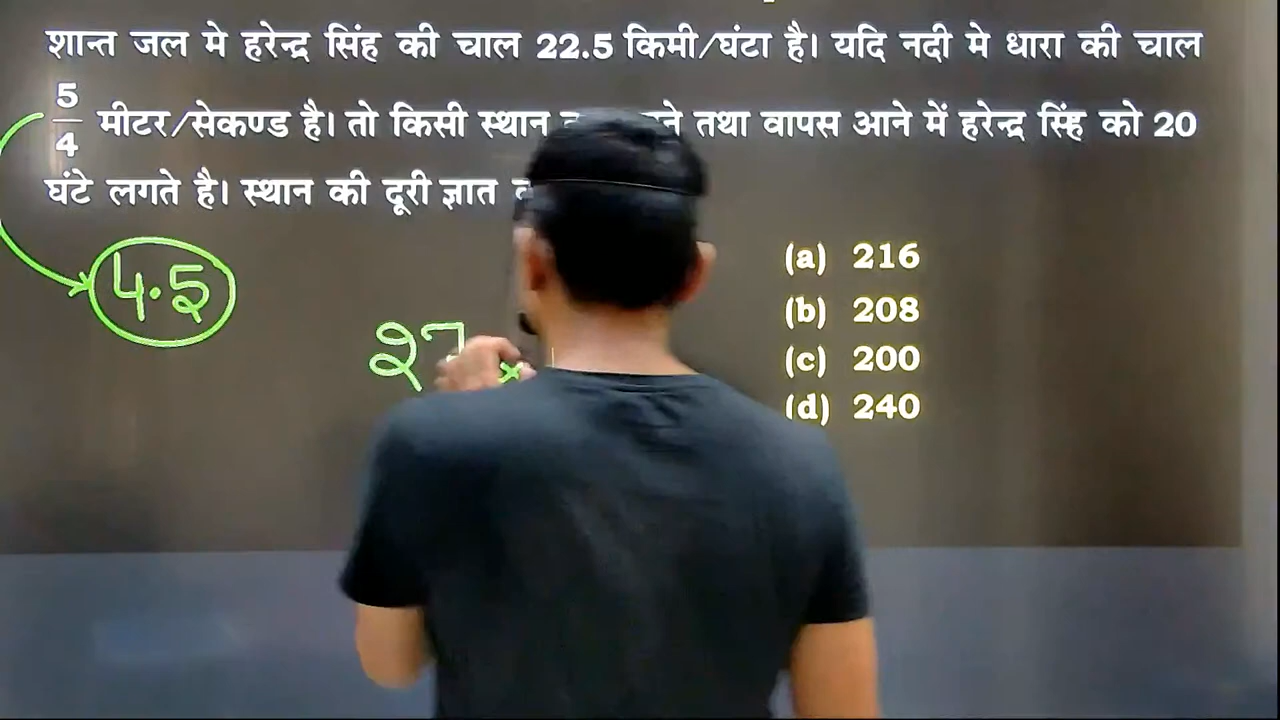 शान्त जल मे हरेन्द्र सिंह की चाल 22.5 किमी/घंटा है। यदि नदी मे धारा की चाल
5/4 मीटर/सेकण्ड है। तो किसी स्थान तथा वापस आने में हरेन्द्र सिंह को 20
घंटे लगते है। स्थान की दूरी ज्ञात
4.5
27 ×
(a) 216
(b) 208
(c) 200
(d) 240